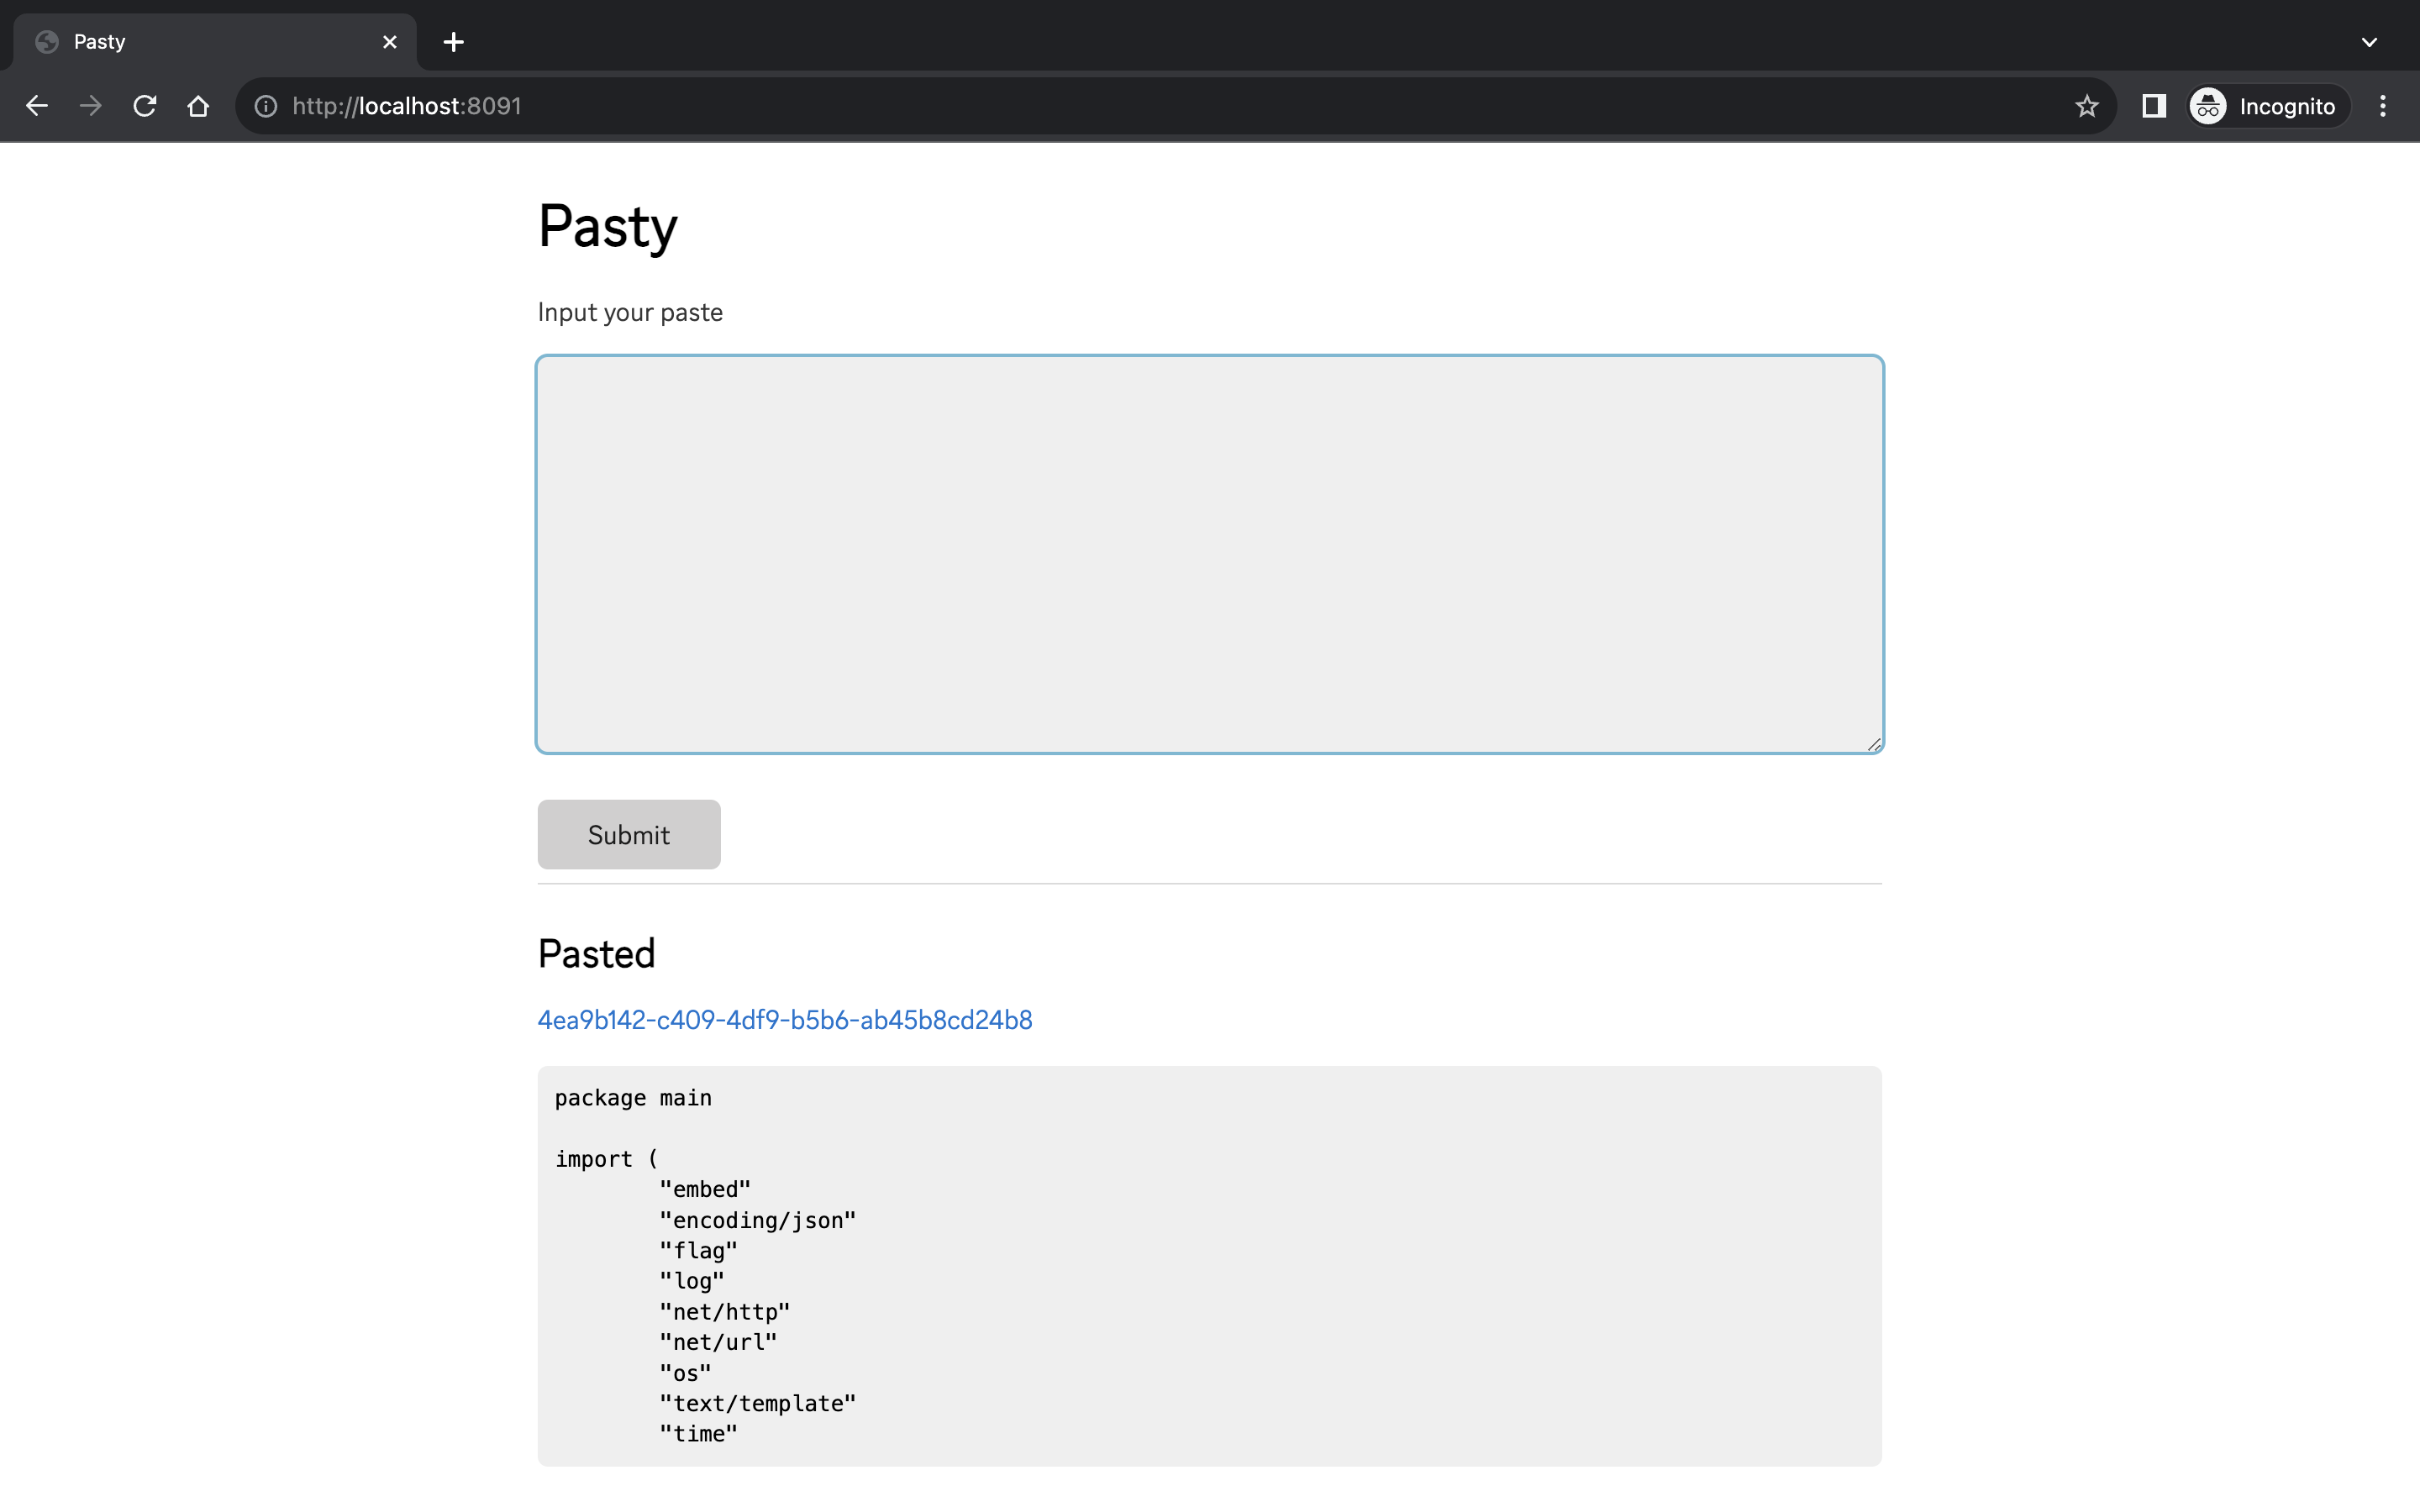 Pasty
http://localhost:8091
Incognito
Pasty
Input your paste
Submit
Pasted
4ea9b142-c409-4df9-b5b6-ab45b8cd24b8
package main
import (
"embed"
"encoding/json"
"flag"
"log"
"net/http"
"net/url"
"os"
"text/template"
"time"